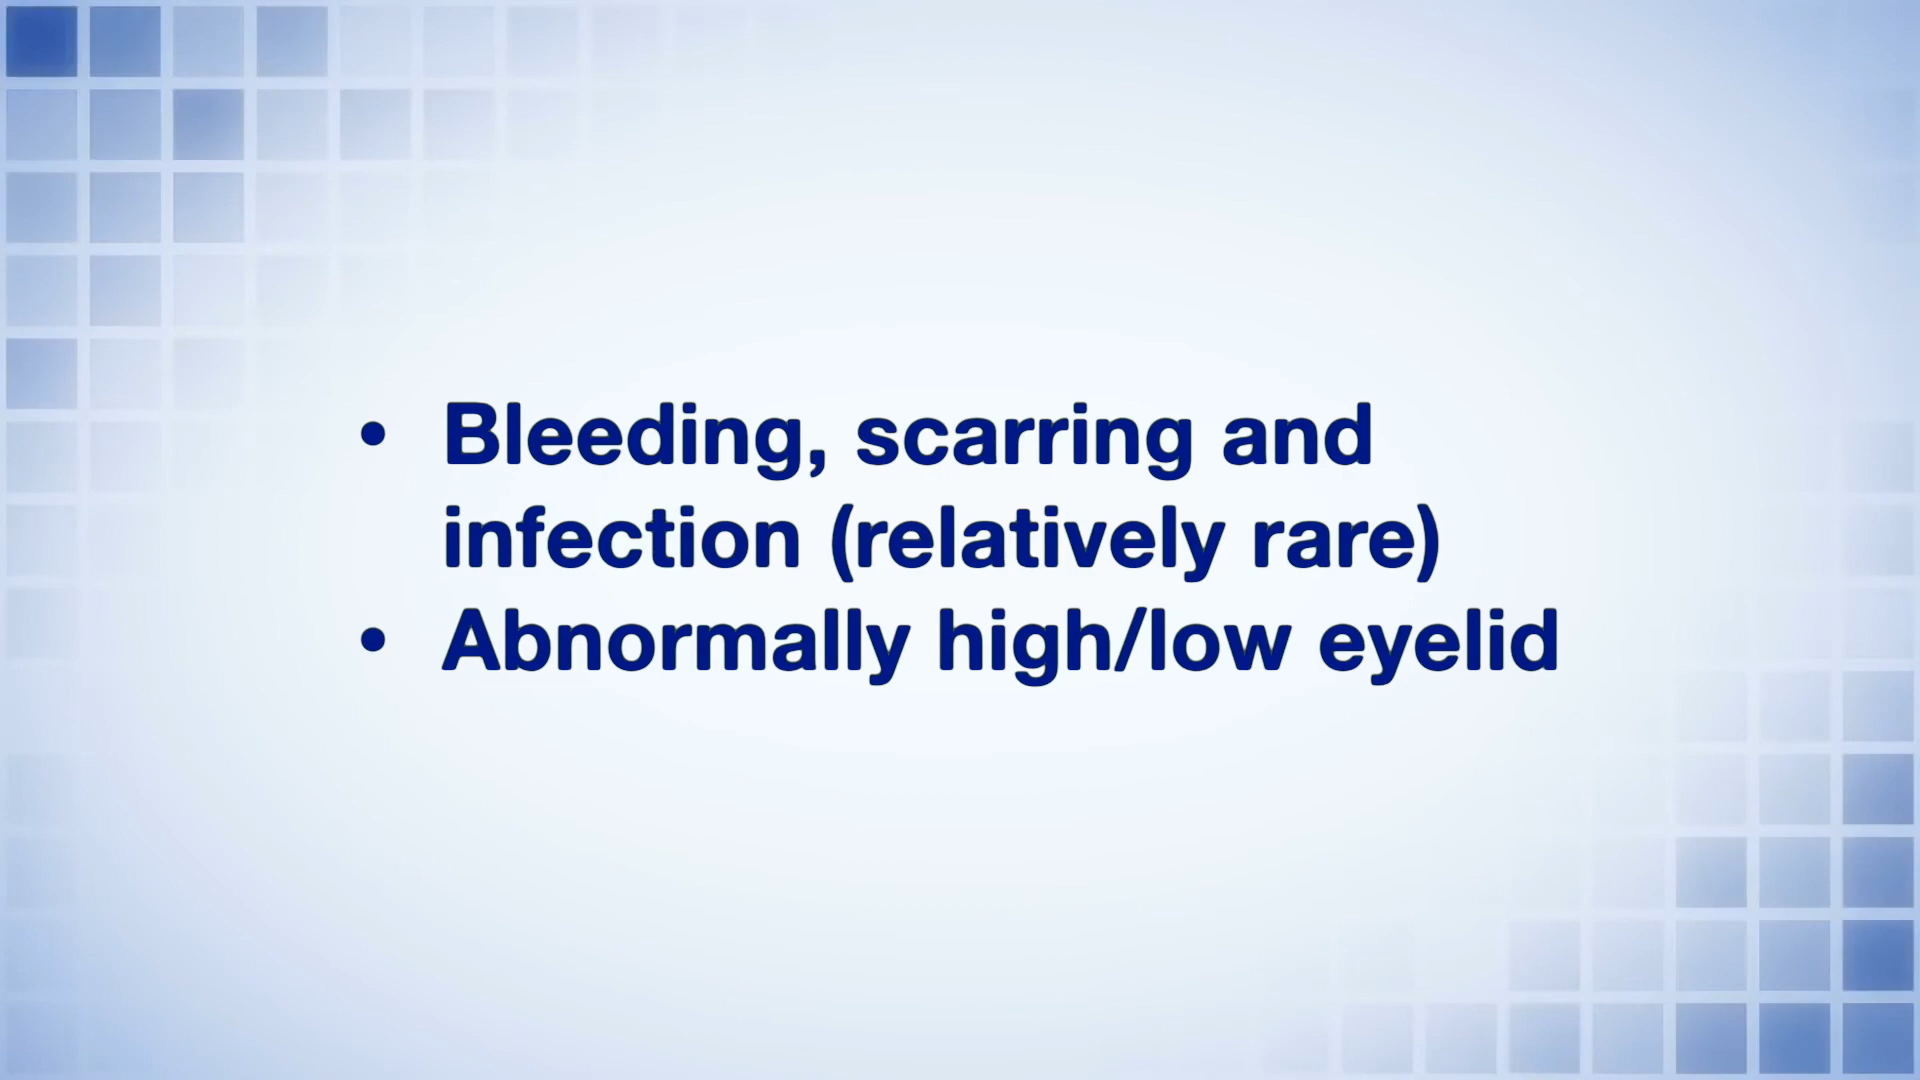 • Bleeding, scarring and
infection (relatively rare)
• Abnormally high/low eyelid